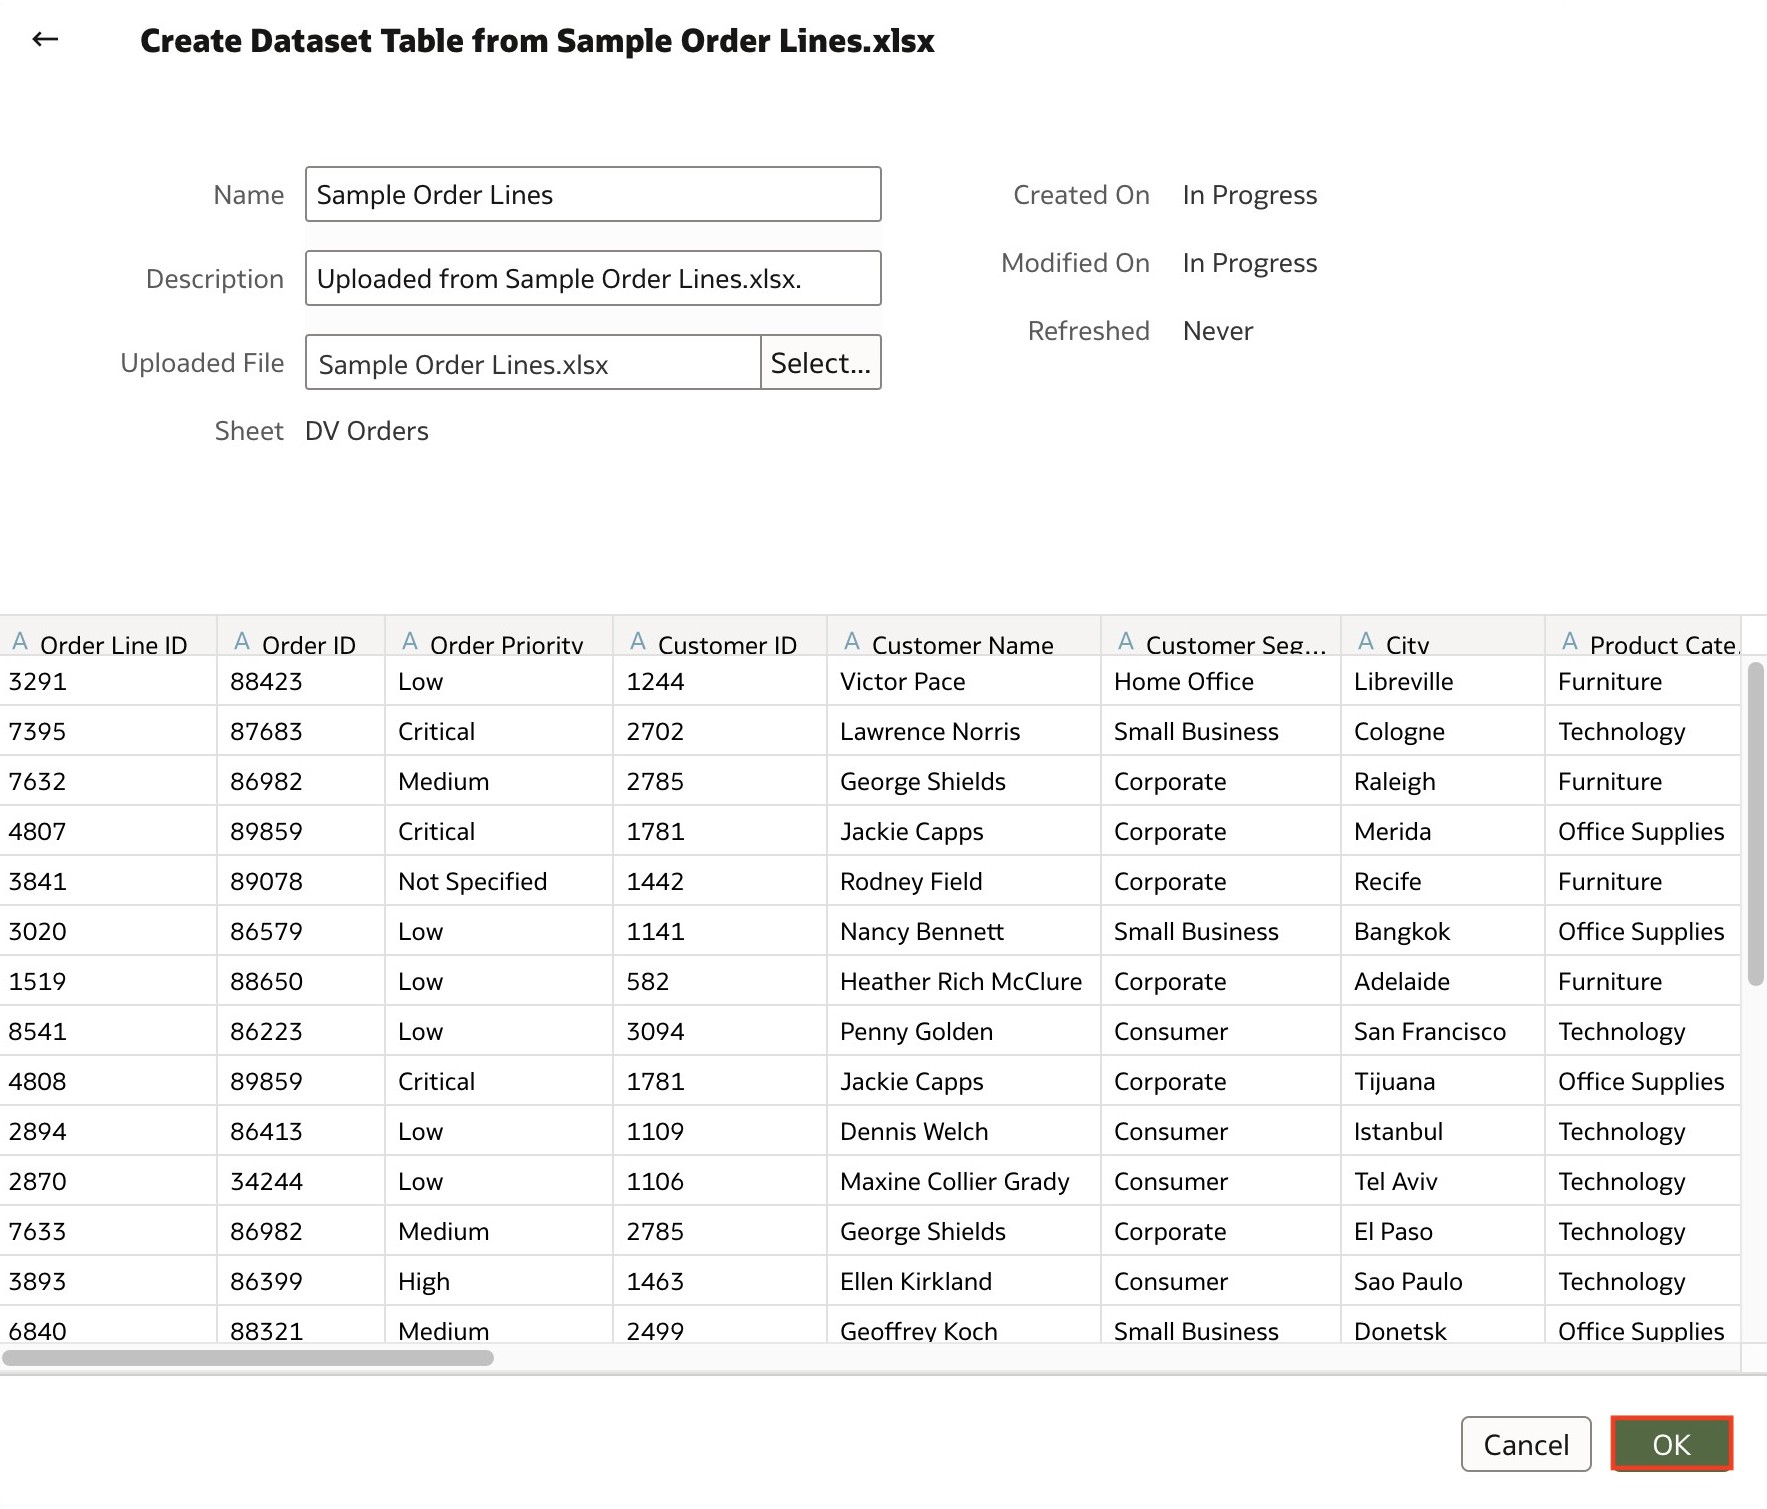 ← Create Dataset Table from Sample Order Lines.xlsx
Name Sample Order Lines Created On In Progress
Description Uploaded from Sample Order Lines.xlsx. Modified On In Progress
Refreshed Never
Uploaded File Sample Order Lines.xlsx Select...
Sheet DV Orders
A Order Line ID A Order ID A Order Priority A Customer ID A Customer Name A Customer Seg... A City A Product Cate.
3291 88423 Low 1244 Victor Pace Home Office Libreville Furniture
7395 87683 Critical 2702 Lawrence Norris Small Business Cologne Technology
7632 86982 Medium 2785 George Shields Corporate Raleigh Furniture
4807 89859 Critical 1781 Jackie Capps Corporate Merida Office Supplies
3841 89078 Not Specified 1442 Rodney Field Corporate Recife Furniture
3020 86579 Low 1141 Nancy Bennett Small Business Bangkok Office Supplies
1519 88650 Low 582 Heather Rich McClure Corporate Adelaide Furniture
8541 86223 Low 3094 Penny Golden Consumer San Francisco Technology
4808 89859 Critical 1781 Jackie Capps Corporate Tijuana Office Supplies
2894 86413 Low 1109 Dennis Welch Consumer Istanbul Technology
2870 34244 Low 1106 Maxine Collier Grady Consumer Tel Aviv Technology
7633 86982 Medium 2785 George Shields Corporate El Paso Technology
3893 86399 High 1463 Ellen Kirkland Consumer Sao Paulo Technology
6840 88321 Medium 2499 Geoffrey Koch Small Business Donetsk Office Supplies
Cancel OK